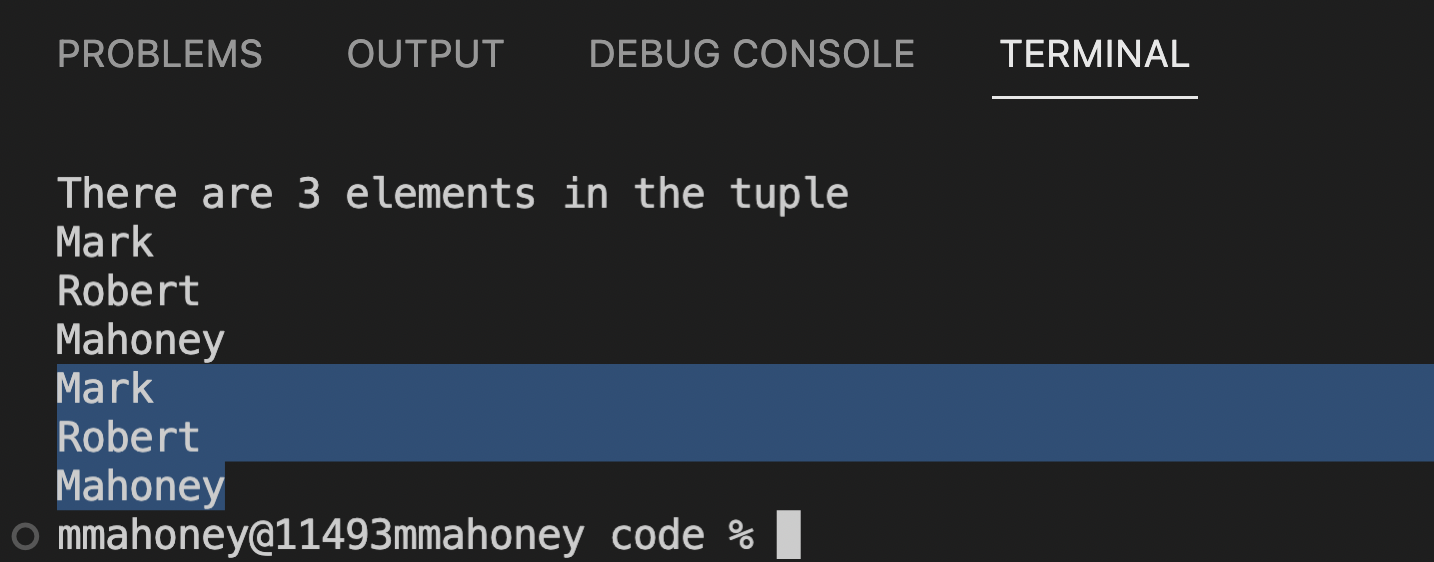 PROBLEMS OUTPUT DEBUG CONSOLE TERMINAL
There are 3 elements in the tuple
Mark
Robert
Mahoney
Mark
Robert
Mahoney
mmahoney@11493mmahoney code %